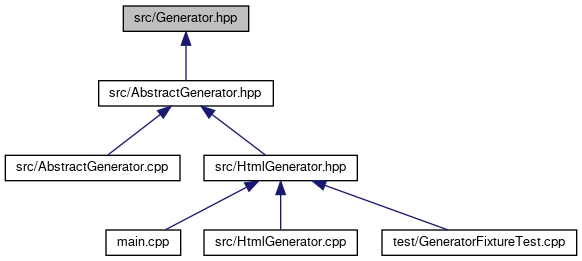 src/Generator.hpp
src/AbstractGenerator.hpp
src/AbstractGenerator.cpp
src/HtmlGenerator.hpp
main.cpp
src/HtmlGenerator.cpp
test/GeneratorFixtureTest.cpp